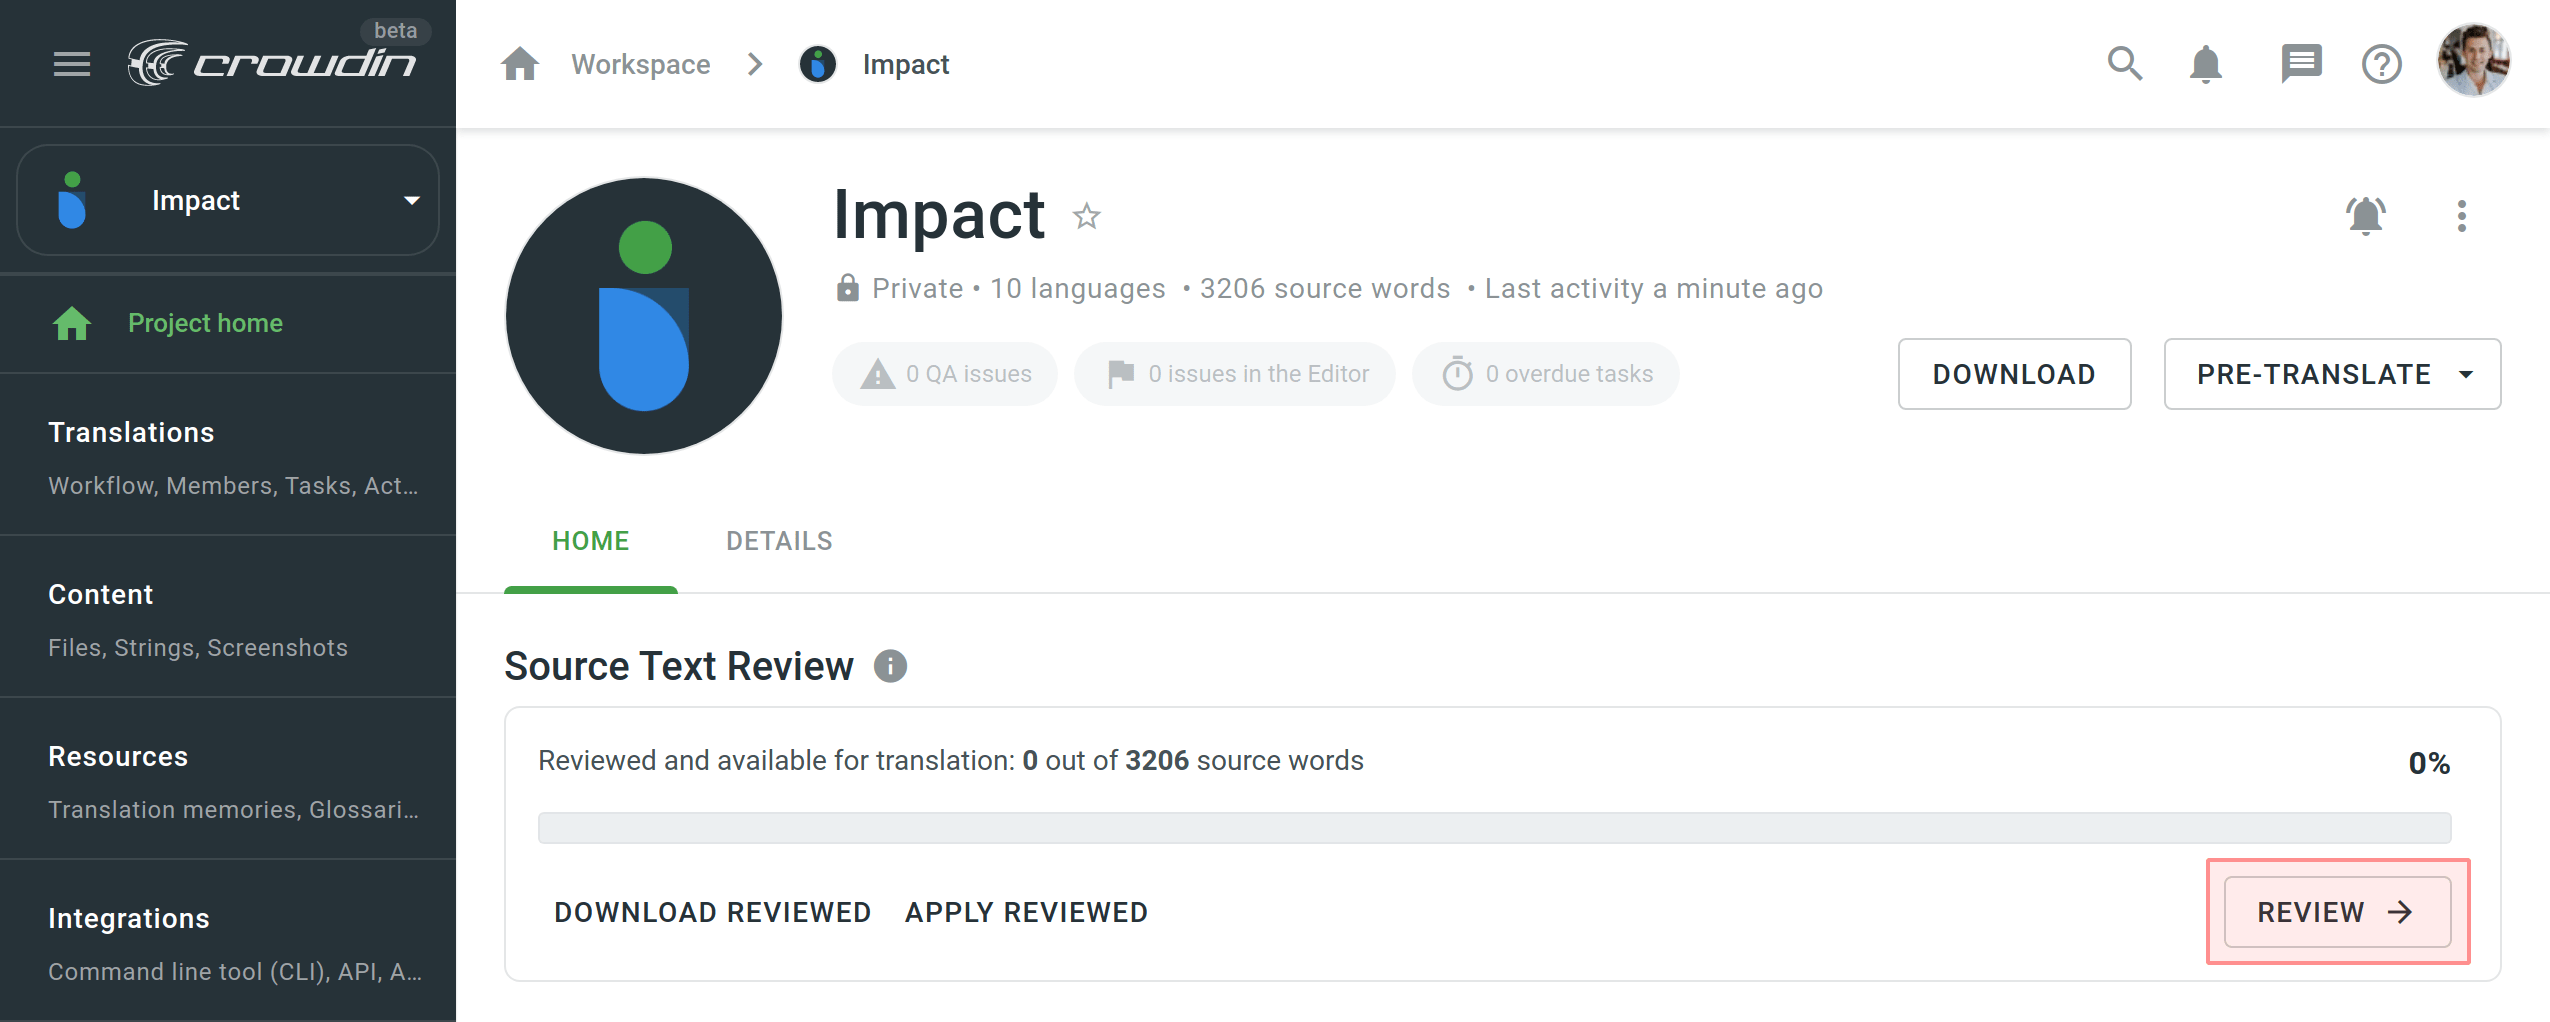 beta
crowdin
Workspace
Impact
Impact
Project home
Translations
Workflow, Members, Tasks, Act...
Content
Files, Strings, Screenshots
Resources
Translation memories, Glossari...
Integrations
Command line tool (CLI), API, A...
Impact
Private • 10 languages • 3206 source words • Last activity a minute ago
0 QA issues
0 issues in the Editor
0 overdue tasks
DOWNLOAD
PRE-TRANSLATE
HOME
DETAILS
Source Text Review
Reviewed and available for translation: 0 out of 3206 source words
0%
DOWNLOAD REVIEWED
APPLY REVIEWED
REVIEW